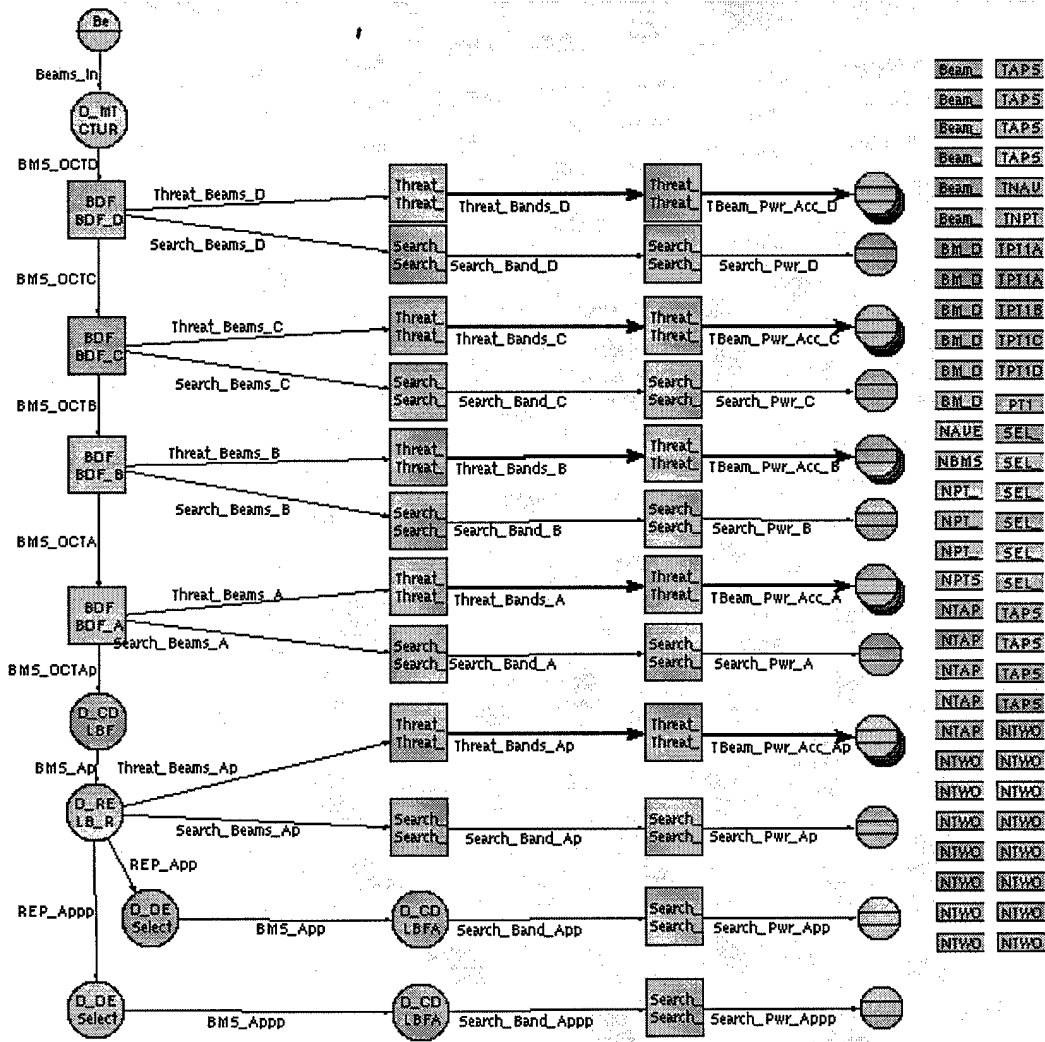 Be
Beams_In
D_MT
CTUR
BMS_OCTD
BDF
BDF_D
Threat_Beams_D
Search_Beams_D
Threat_
Threat_
Threat_Bands_D
Threat_
Threat_
TBeam_Pwr_Acc_D
Search_
Search_
Search_Band_D
Search_
Search_
Search_Pwr_D
BMS_OCTC
BDF
BDF_C
Threat_Beams_C
Search_Beams_C
Threat_
Threat_
Threat_Bands_C
Threat_
Threat_
TBeam_Pwr_Acc_C
Search_
Search_
Search_Band_C
Search_
Search_
Search_Pwr_C
BMS_OCTB
BDF
BDF_B
Threat_Beams_B
Search_Beams_B
Threat_
Threat_
Threat_Bands_B
Threat_
Threat_
TBeam_Pwr_Acc_B
Search_
Search_
Search_Band_B
Search_
Search_
Search_Pwr_B
BMS_OCTA
BDF
BDF_A
Threat_Beams_A
Search_Beams_A
Threat_
Threat_
Threat_Bands_A
Threat_
Threat_
TBeam_Pwr_Acc_A
Search_
Search_
Search_Band_A
Search_
Search_
Search_Pwr_A
BMS_OCTAp
D_CD
LBF
BMS_Ap
D_RE
LB_R
Threat_Beams_Ap
Search_Beams_Ap
Threat_
Threat_
Threat_Bands_Ap
Threat_
Threat_
TBeam_Pwr_Acc_Ap
Search_
Search_
Search_Band_Ap
Search_
Search_
Search_Pwr_Ap
REP_App
D_DE
Select
BMS_App
D_CD
LBFA
Search_Band_App
Search_
Search_
Search_Pwr_App
REP_Appp
D_DE
Select
BMS_Appp
D_CD
LBFA
Search_Band_Appp
Search_
Search_
Search_Pwr_Appp
Beam_ TAPS
Beam_ TAPS
Beam_ TAPS
Beam_ TAPS
Beam_ TNAU
Beam_ TNPT
BM_D TPT1A
BM_D TPT1A
BM_D TPT1B
BM_D TPT1C
BM_D TPT1D
BM_D PT1
NAUE SEL_
NBMS SEL_
NPT_ SEL_
NPT_ SEL_
NPT_ SEL_
NPTS SEL_
NTAP TAPS
NTAP TAPS
NTAP TAPS
NTAP TAPS
NTAP NTWO
NTWO NTWO
NTWO NTWO
NTWO NTWO
NTWO NTWO
NTWO NTWO
NTWO NTWO
NTWO NTWO